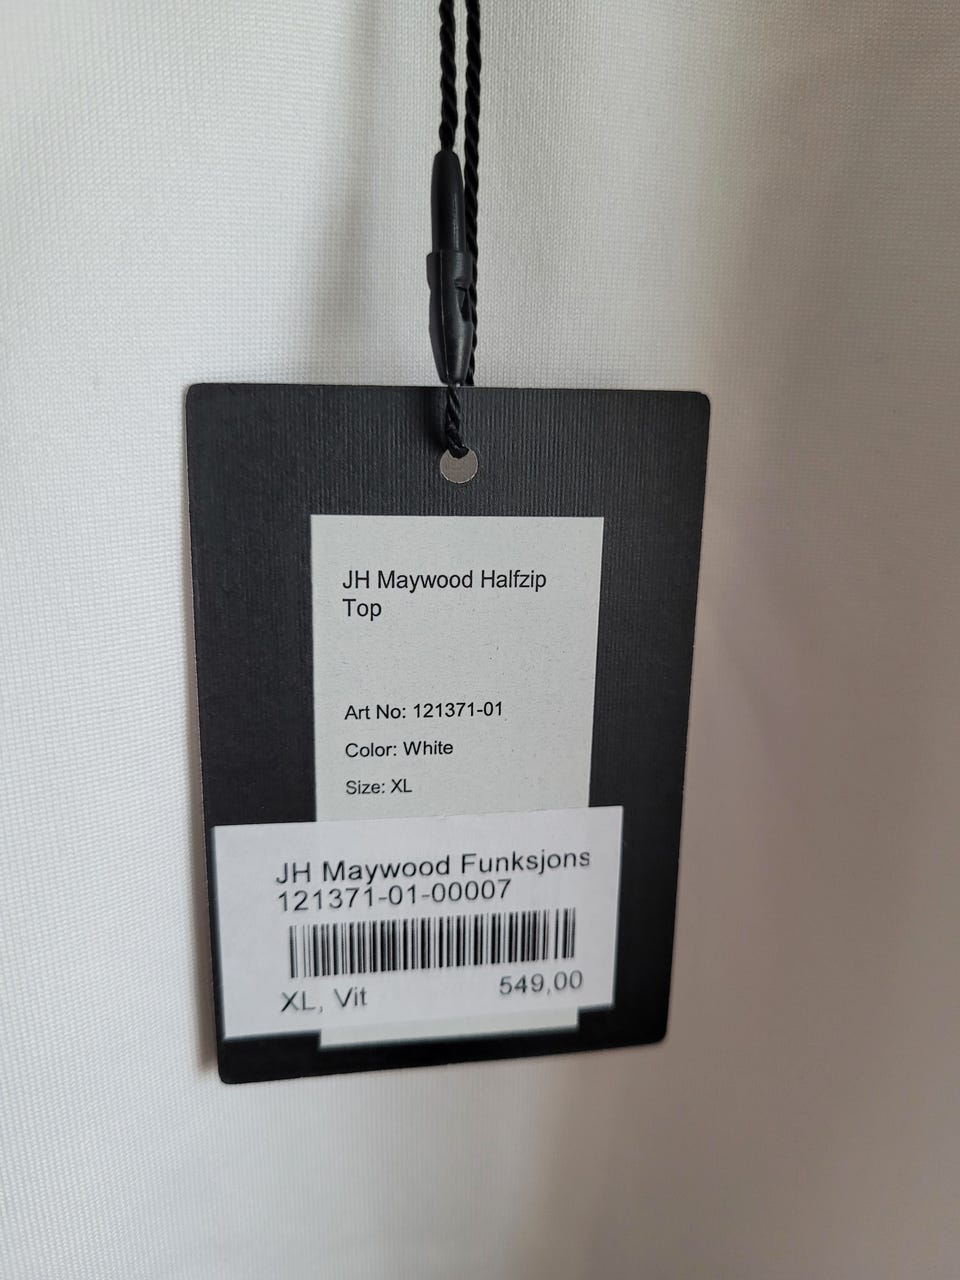 JH Maywood Halfzip
Top
Art No: 121371-01
Color: White
Size: XL
JH Maywood Funksjons
121371-01-00007
XL, Vit
549,00